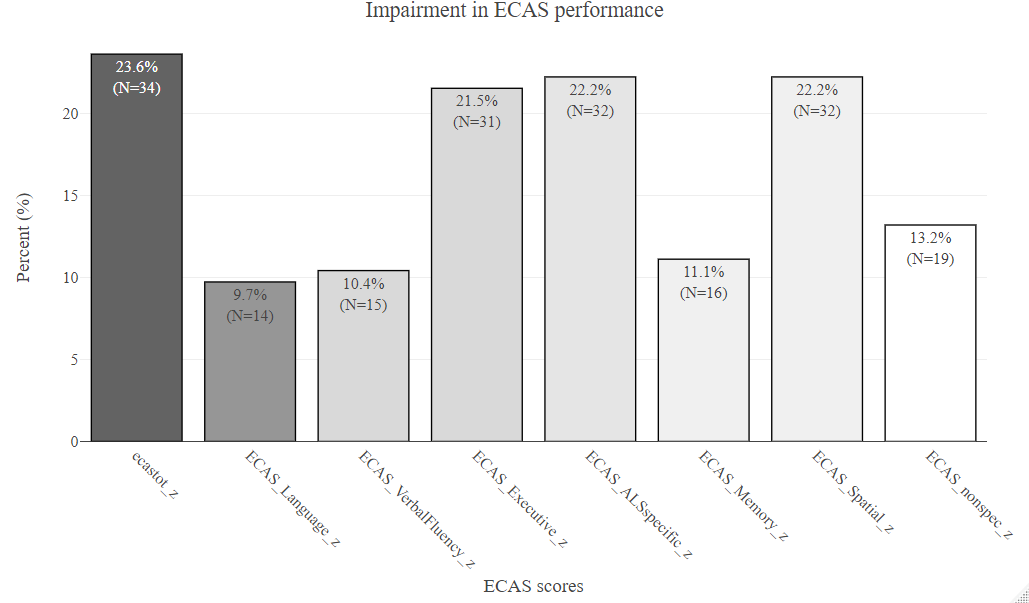 Impairment in ECAS performance
23.6%
(N=34)
9.7%
(N=14)
10.4%
(N=15)
21.5%
(N=31)
22.2%
(N=32)
11.1%
(N=16)
22.2%
(N=32)
13.2%
(N=19)
Percent (%)
20
15
10
5
0
ecastot_z
ECAS_Language_z
ECAS_VerbalFluency_z
ECAS_Executive_z
ECAS_ALSspecific_z
ECAS_Memory_z
ECAS_Spatial_z
ECAS_nonspec_z
ECAS scores